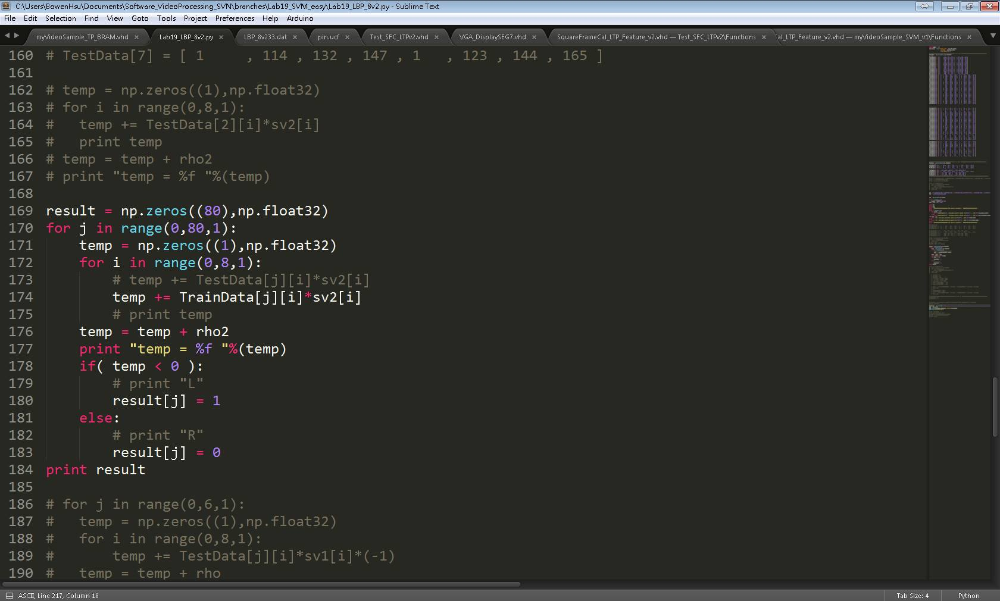 C:\Users\BowenHsu\Documents\Software_VideoProcessing_SVN\branches\Lab19_SVM_easy\Lab19_LBP_8v2.py - Sublime Text
File Edit Selection Find View Goto Tools Project Preferences Help Arduino
myVideoSample_TP_BRAM.vhd × Lab19_LBP_8v2.py × LBP_8v233.dat × pin.ucf × Test_SFC_LTPv2.vhd × VGA_DisplaySEG7.vhd × SquareFrameCal_LTP_Feature_v2.vhd — Test_SFC_LTPv2\Functions × al_LTP_Feature_v2.vhd — myVideoSample_SVM_v1\Functions ×
160 # TestData[7] = [ 1     , 114 , 132 , 147 , 1   , 123 , 144 , 165 ]
161
162 # temp = np.zeros((1),np.float32)
163 # for i in range(0,8,1):
164 #   temp += TestData[2][i]*sv2[i]
165 #   print temp
166 # temp = temp + rho2
167 # print "temp = %f "%(temp)
168
169 result = np.zeros((80),np.float32)
170 for j in range(0,80,1):
171     temp = np.zeros((1),np.float32)
172     for i in range(0,8,1):
173         # temp += TestData[j][i]*sv2[i]
174         temp += TrainData[j][i]*sv2[i]
175         # print temp
176     temp = temp + rho2
177     print "temp = %f "%(temp)
178     if( temp < 0 ):
179         # print "L"
180         result[j] = 1
181     else:
182         # print "R"
183         result[j] = 0
184 print result
185
186 # for j in range(0,6,1):
187 #   temp = np.zeros((1),np.float32)
188 #   for i in range(0,8,1):
189 #       temp += TestData[j][i]*sv1[i]*(-1)
190 #   temp = temp + rho
ASCII, Line 217, Column 18 Tab Size: 4 Python